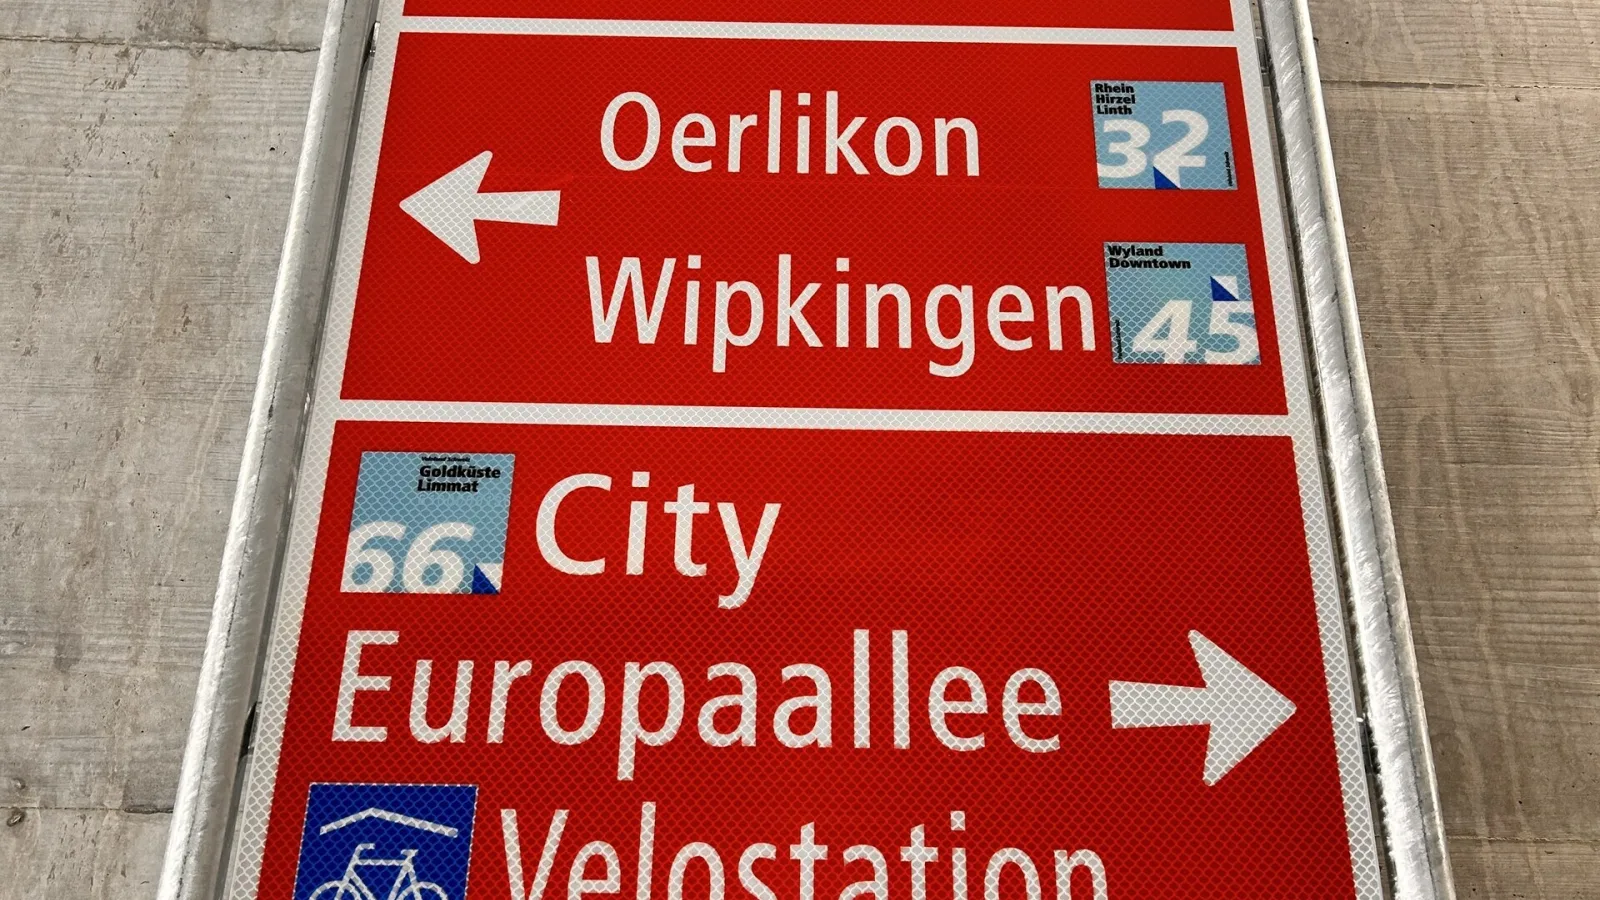 Oerlikon
Rhein
Hirzel
Linth
32
Wipkingen
Wyland
Downtown
45
Goldküste
Limmat
66
City
Europaallee
Velostation